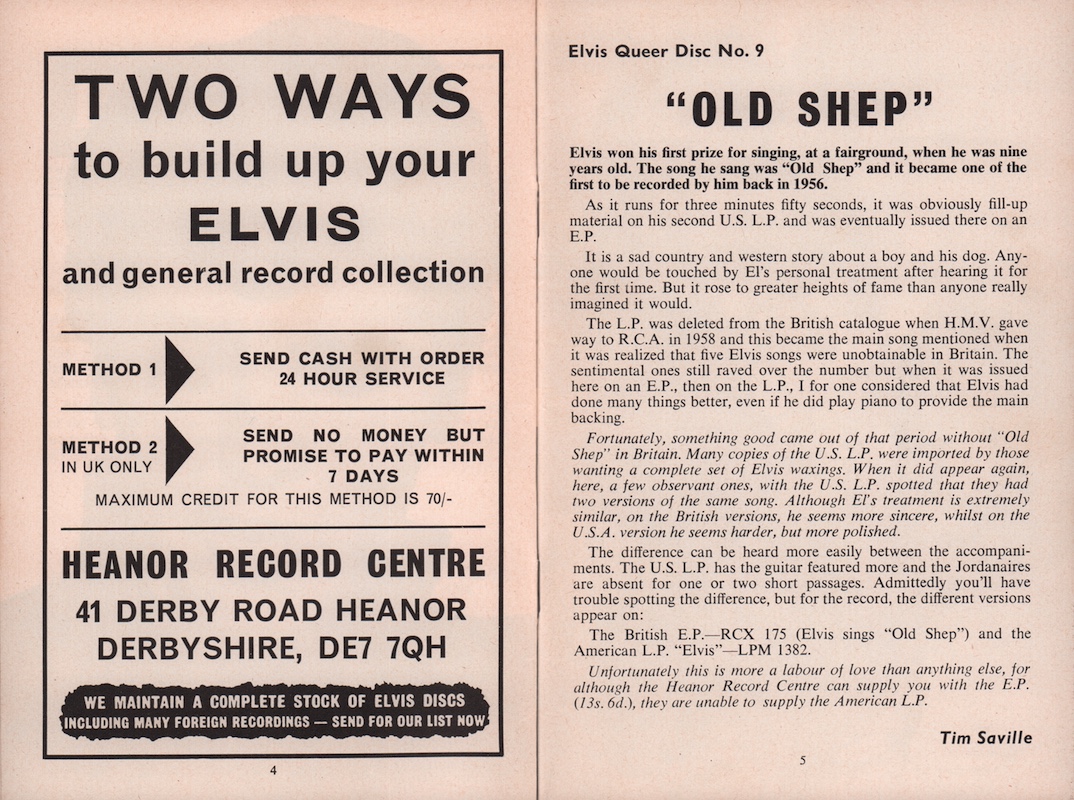 TWO WAYS
to build up your
ELVIS
and general record collection
METHOD 1
SEND CASH WITH ORDER
24 HOUR SERVICE
METHOD 2
IN UK ONLY
SEND NO MONEY BUT
PROMISE TO PAY WITHIN
7 DAYS
MAXIMUM CREDIT FOR THIS METHOD IS 70/-
HEANOR RECORD CENTRE
41 DERBY ROAD HEANOR
DERBYSHIRE, DE7 7QH
WE MAINTAIN A COMPLETE STOCK OF ELVIS DISCS
INCLUDING MANY FOREIGN RECORDINGS — SEND FOR OUR LIST NOW
4
Elvis Queer Disc No. 9
“OLD SHEP”
Elvis won his first prize for singing, at a fairground, when he was nine
years old. The song he sang was “Old Shep” and it became one of the
first to be recorded by him back in 1956.
As it runs for three minutes fifty seconds, it was obviously fill-up
material on his second U.S. L.P. and was eventually issued there on an
E.P.
It is a sad country and western story about a boy and his dog. Any-
one would be touched by El's personal treatment after hearing it for
the first time. But it rose to greater heights of fame than anyone really
imagined it would.
The L.P. was deleted from the British catalogue when H.M.V. gave
way to R.C.A. in 1958 and this became the main song mentioned when
it was realized that five Elvis songs were unobtainable in Britain. The
sentimental ones still raved over the number but when it was issued
here on an E.P., then on the L.P., I for one considered that Elvis had
done many things better, even if he did play piano to provide the main
backing.
Fortunately, something good came out of that period without “Old
Shep” in Britain. Many copies of the U.S. L.P. were imported by those
wanting a complete set of Elvis waxings. When it did appear again,
here, a few observant ones, with the U.S. L.P. spotted that they had
two versions of the same song. Although El's treatment is extremely
similar, on the British versions, he seems more sincere, whilst on the
U.S.A. version he seems harder, but more polished.
The difference can be heard more easily between the accompani-
ments. The U.S. L.P. has the guitar featured more and the Jordanaires
are absent for one or two short passages. Admittedly you'll have
trouble spotting the difference, but for the record, the different versions
appear on:
The British E.P.—RCX 175 (Elvis sings “Old Shep”) and the
American L.P. “Elvis”—LPM 1382.
Unfortunately this is more a labour of love than anything else, for
although the Heanor Record Centre can supply you with the E.P.
(13s. 6d.), they are unable to supply the American L.P.
Tim Saville
5